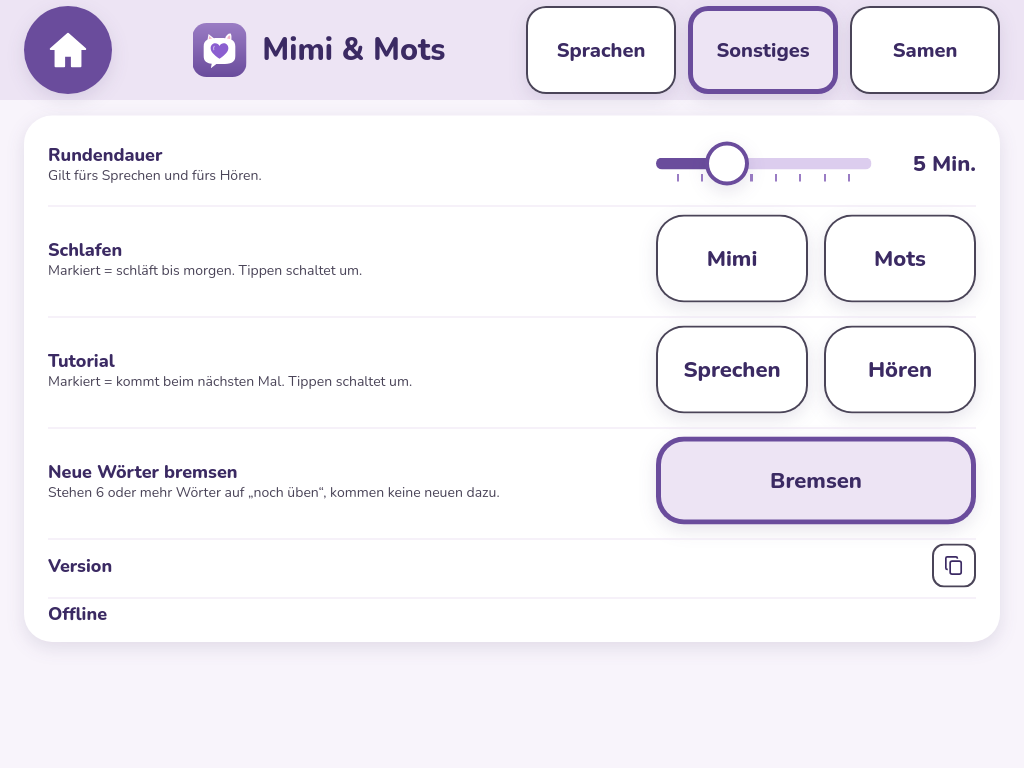 Mimi & Mots
Sprachen
Sonstiges
Samen
Rundendauer
Gilt fürs Sprechen und fürs Hören.
5 Min.
Schlafen
Markiert = schläft bis morgen. Tippen schaltet um.
Mimi
Mots
Tutorial
Markiert = kommt beim nächsten Mal. Tippen schaltet um.
Sprechen
Hören
Neue Wörter bremsen
Stehen 6 oder mehr Wörter auf „noch üben“, kommen keine neuen dazu.
Bremsen
Version
Offline